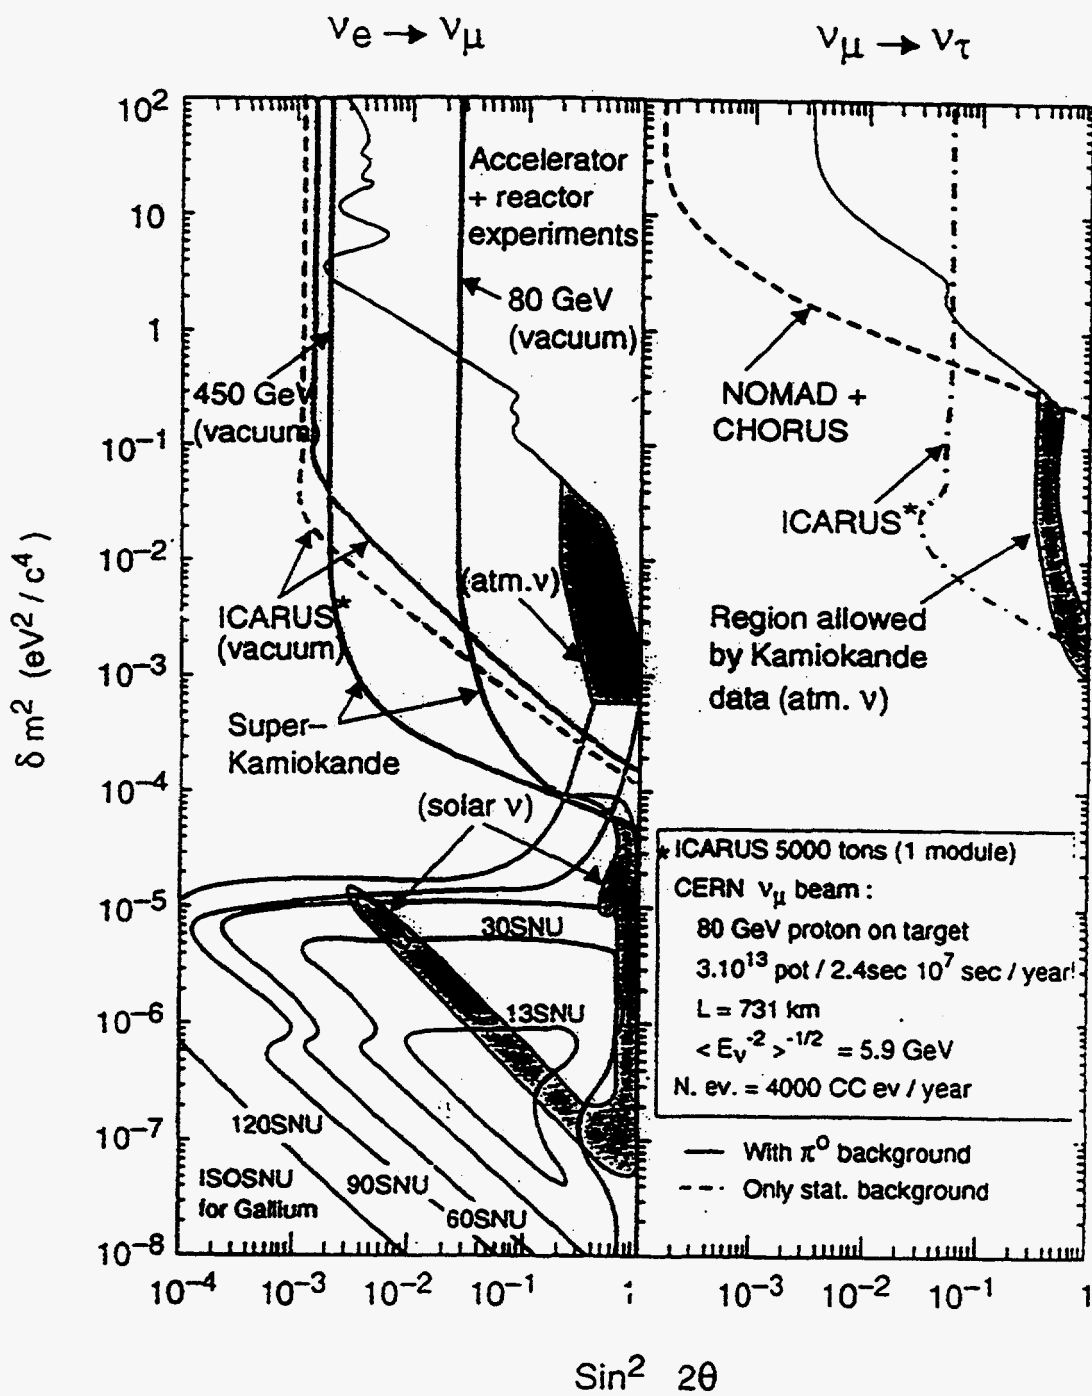 νe → νμ
νμ → ντ
10²
10
1
10⁻¹
10⁻²
10⁻³
10⁻⁴
10⁻⁵
10⁻⁶
10⁻⁷
10⁻⁸
δm² (eV²/c⁴)
Accelerator
+ reactor
experiments
80 GeV
(vacuum)
450 GeV
(vacuum)
ICARUS*
(vacuum)
(atm.ν)
Super–
Kamiokande
(solar ν)
30SNU
13SNU
120SNU
90SNU
60SNU
ISOSNU
for Gallium
NOMAD +
CHORUS
ICARUS*
Region allowed
by Kamiokande
data (atm. ν)
* ICARUS 5000 tons (1 module)
CERN νμ beam :
80 GeV proton on target
3.10¹³ pot / 2.4sec 10⁷ sec / year
L = 731 km
< Eν⁻² >⁻¹/² = 5.9 GeV
N. ev. = 4000 CC ev / year
— With π⁰ background
--- Only stat. background
10⁻⁴ 10⁻³ 10⁻² 10⁻¹ 1 10⁻³ 10⁻² 10⁻¹ 1
Sin² 2θ